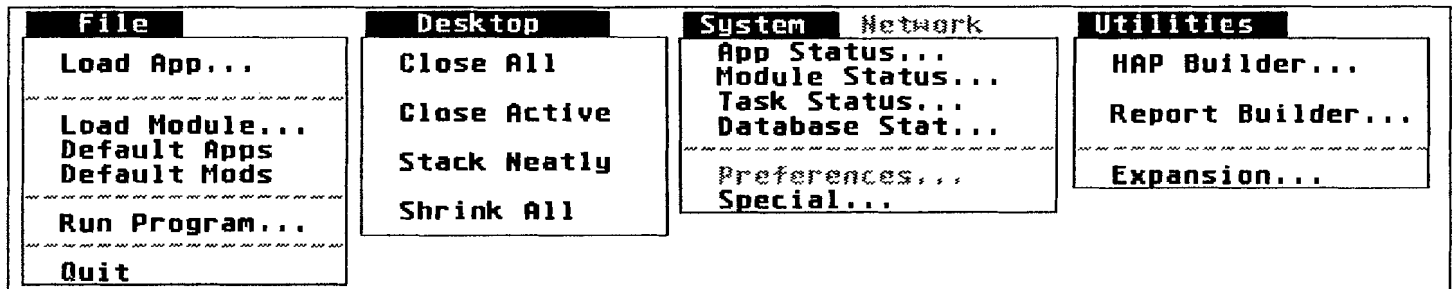 File
Load App...
Load Module...
Default Apps
Default Mods
Run Program...
Quit
Desktop
Close All
Close Active
Stack Neatly
Shrink All
System Network
App Status...
Module Status...
Task Status...
Database Stat...
Preferences...
Special...
Utilities
HAP Builder...
Report Builder...
Expansion...